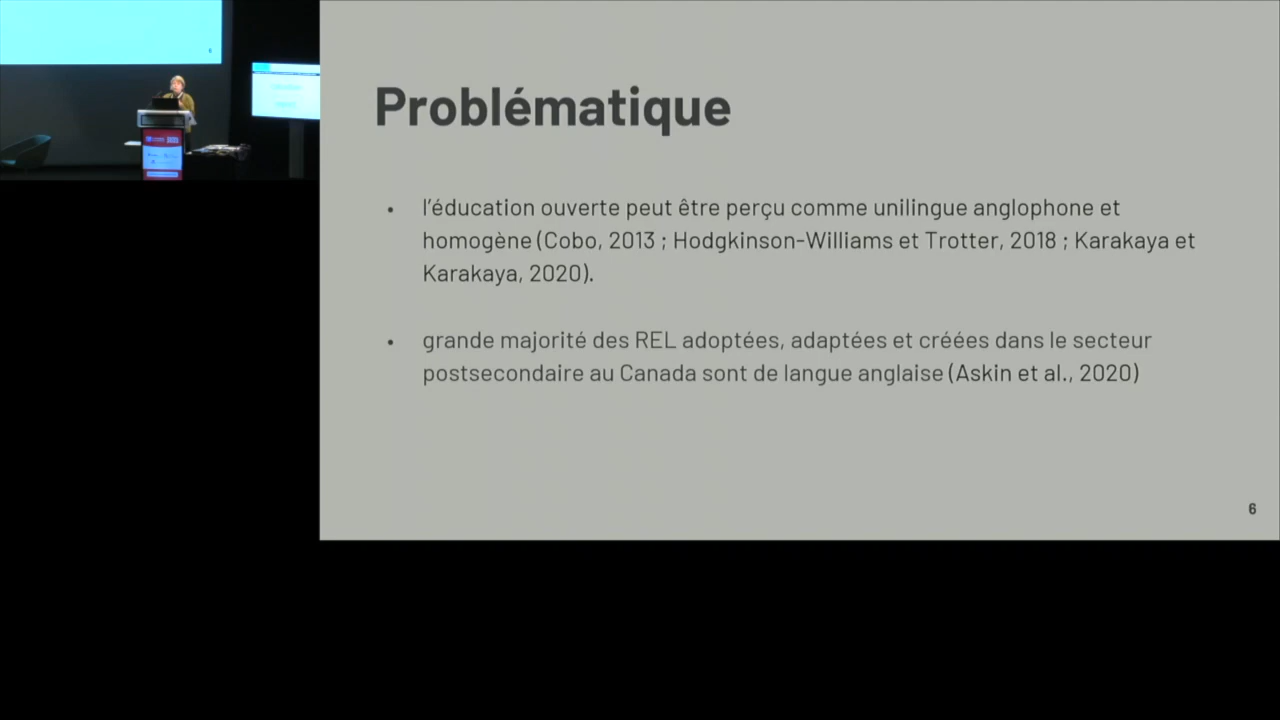 Problématique
• l'éducation ouverte peut être perçu comme unilingue anglophone et
homogène (Cobo, 2013 ; Hodgkinson-Williams et Trotter, 2018 ; Karakaya et
Karakaya, 2020).
• grande majorité des REL adoptées, adaptées et créées dans le secteur
postsecondaire au Canada sont de langue anglaise (Askin et al., 2020)
6